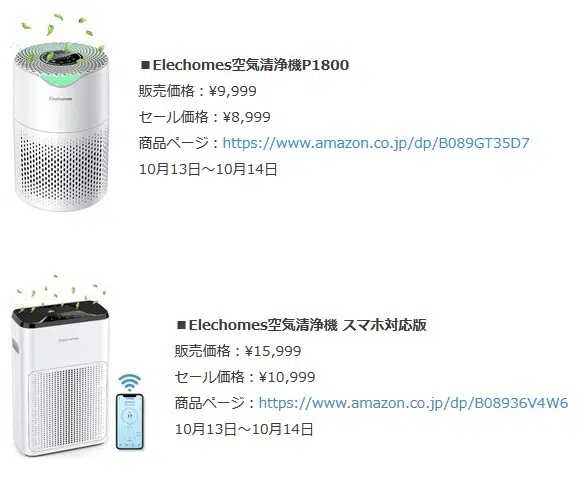 Elechomes
■Elechomes空気清浄機P1800
販売価格：¥9,999
セール価格：¥8,999
商品ページ：https://www.amazon.co.jp/dp/B089GT35D7
10月13日～10月14日
Elechomes
■Elechomes空気清浄機 スマホ対応版
販売価格：¥15,999
セール価格：¥10,999
商品ページ：https://www.amazon.co.jp/dp/B08936V4W6
10月13日～10月14日